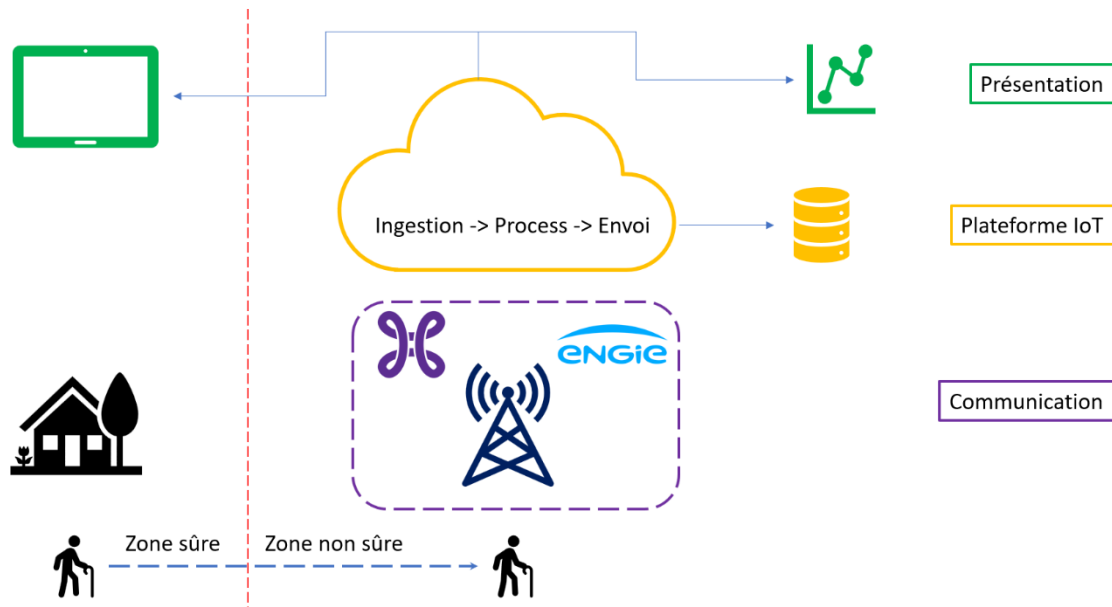 Présentation
Ingestion -> Process -> Envoi
Plateforme IoT
ENGIE
Communication
Zone sûre
Zone non sûre